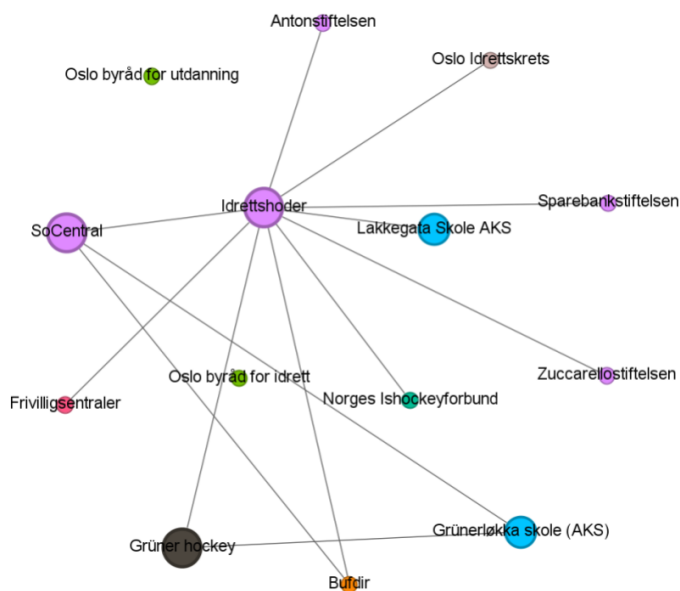 Antonstiftelsen
Oslo Idrettskrets
Oslo byråd for utdanning
Idrettshoder
Sparebankstiftelsen
SoCentral
Lakkegata Skole AKS
Oslo byråd for idrett
Zuccarellostiftelsen
Frivilligsentraler
Norges Ishockeyforbund
Grüner hockey
Grünerløkka skole (AKS)
Bufdir